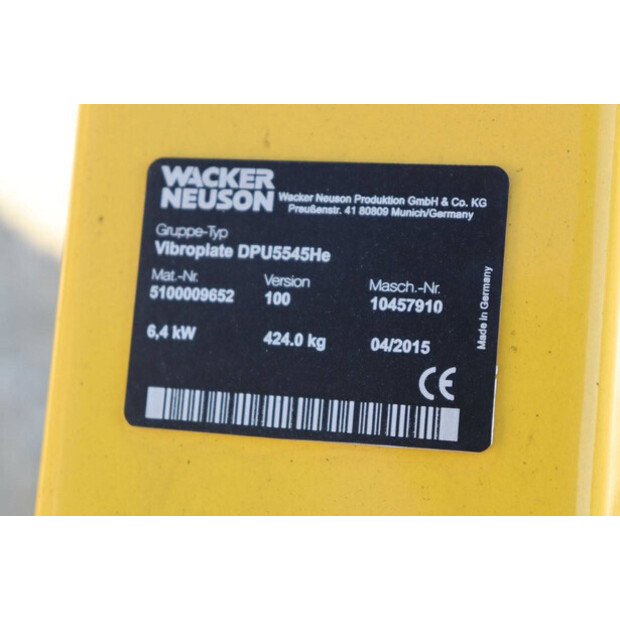 WACKER
NEUSON
Wacker Neuson Produktion GmbH & Co. KG
Preußenstr. 41 80809 Munich/Germany
Gruppe-Typ
Vibroplate DPU5545He
Mat.-Nr. Version Masch.-Nr.
5100009652 100 10457910
6,4 kW 424.0 kg 04/2015
Made in Germany
CE